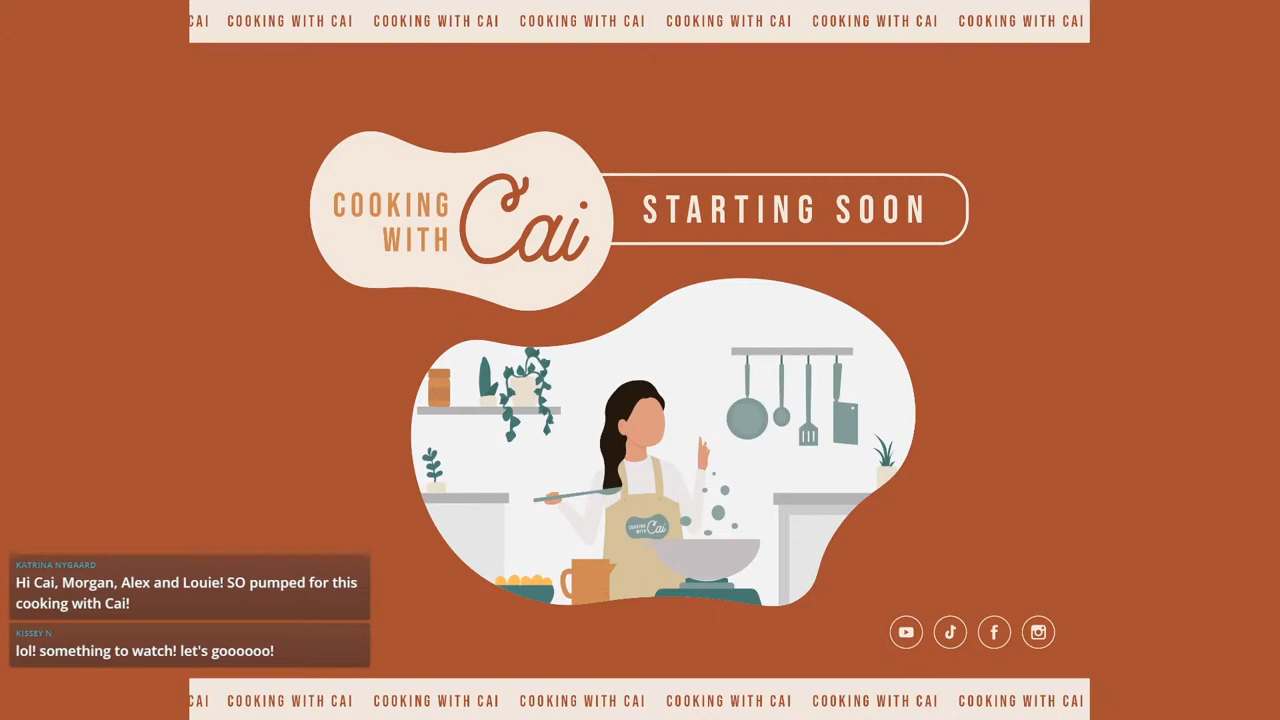 CAI COOKING WITH CAI COOKING WITH CAI COOKING WITH CAI COOKING WITH CAI COOKING WITH CAI COOKING WITH CAI
COOKING
WITH
Cai
STARTING SOON
COOKING
WITH
Cai
KATRINA NYGAARD
Hi Cai, Morgan, Alex and Louie! SO pumped for this
cooking with Cai!
KISSEY N
lol! something to watch! let's goooooo!
CAI COOKING WITH CAI COOKING WITH CAI COOKING WITH CAI COOKING WITH CAI COOKING WITH CAI COOKING WITH CAI